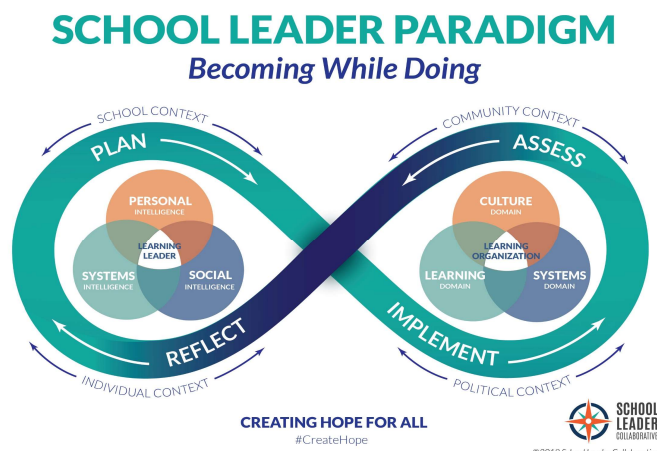 SCHOOL LEADER PARADIGM
Becoming While Doing
SCHOOL CONTEXT
COMMUNITY CONTEXT
PLAN
ASSESS
PERSONAL
INTELLIGENCE
LEARNING
LEADER
SYSTEMS
INTELLIGENCE
SOCIAL
INTELLIGENCE
CULTURE
DOMAIN
LEARNING
ORGANIZATION
LEARNING
DOMAIN
SYSTEMS
DOMAIN
REFLECT
IMPLEMENT
INDIVIDUAL CONTEXT
POLITICAL CONTEXT
CREATING HOPE FOR ALL
#CreateHope
SCHOOL
LEADER
COLLABORATIVE